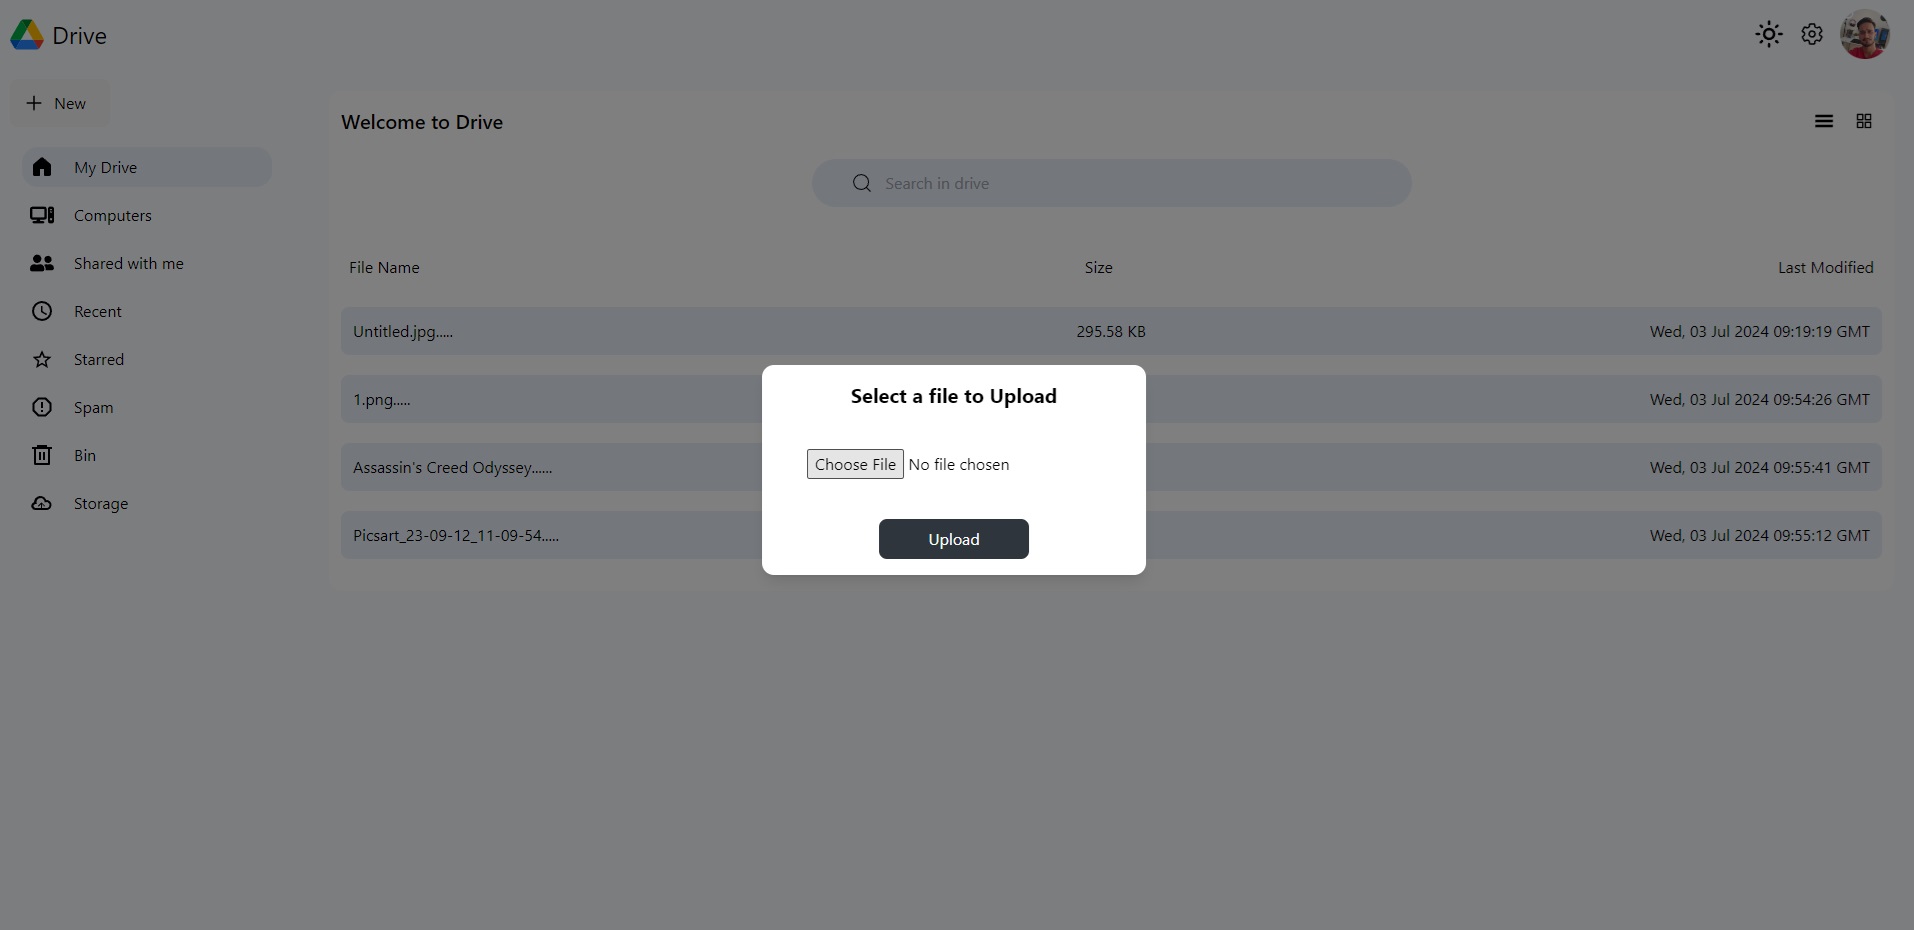 Drive
New
My Drive
Computers
Shared with me
Recent
Starred
Spam
Bin
Storage
Welcome to Drive
Search in drive
File Name Size Last Modified
Untitled.jpg..... 295.58 KB Wed, 03 Jul 2024 09:19:19 GMT
1.png..... Wed, 03 Jul 2024 09:54:26 GMT
Assassin's Creed Odyssey...... Wed, 03 Jul 2024 09:55:41 GMT
Picsart_23-09-12_11-09-54..... Wed, 03 Jul 2024 09:55:12 GMT
Select a file to Upload
Choose File No file chosen
Upload